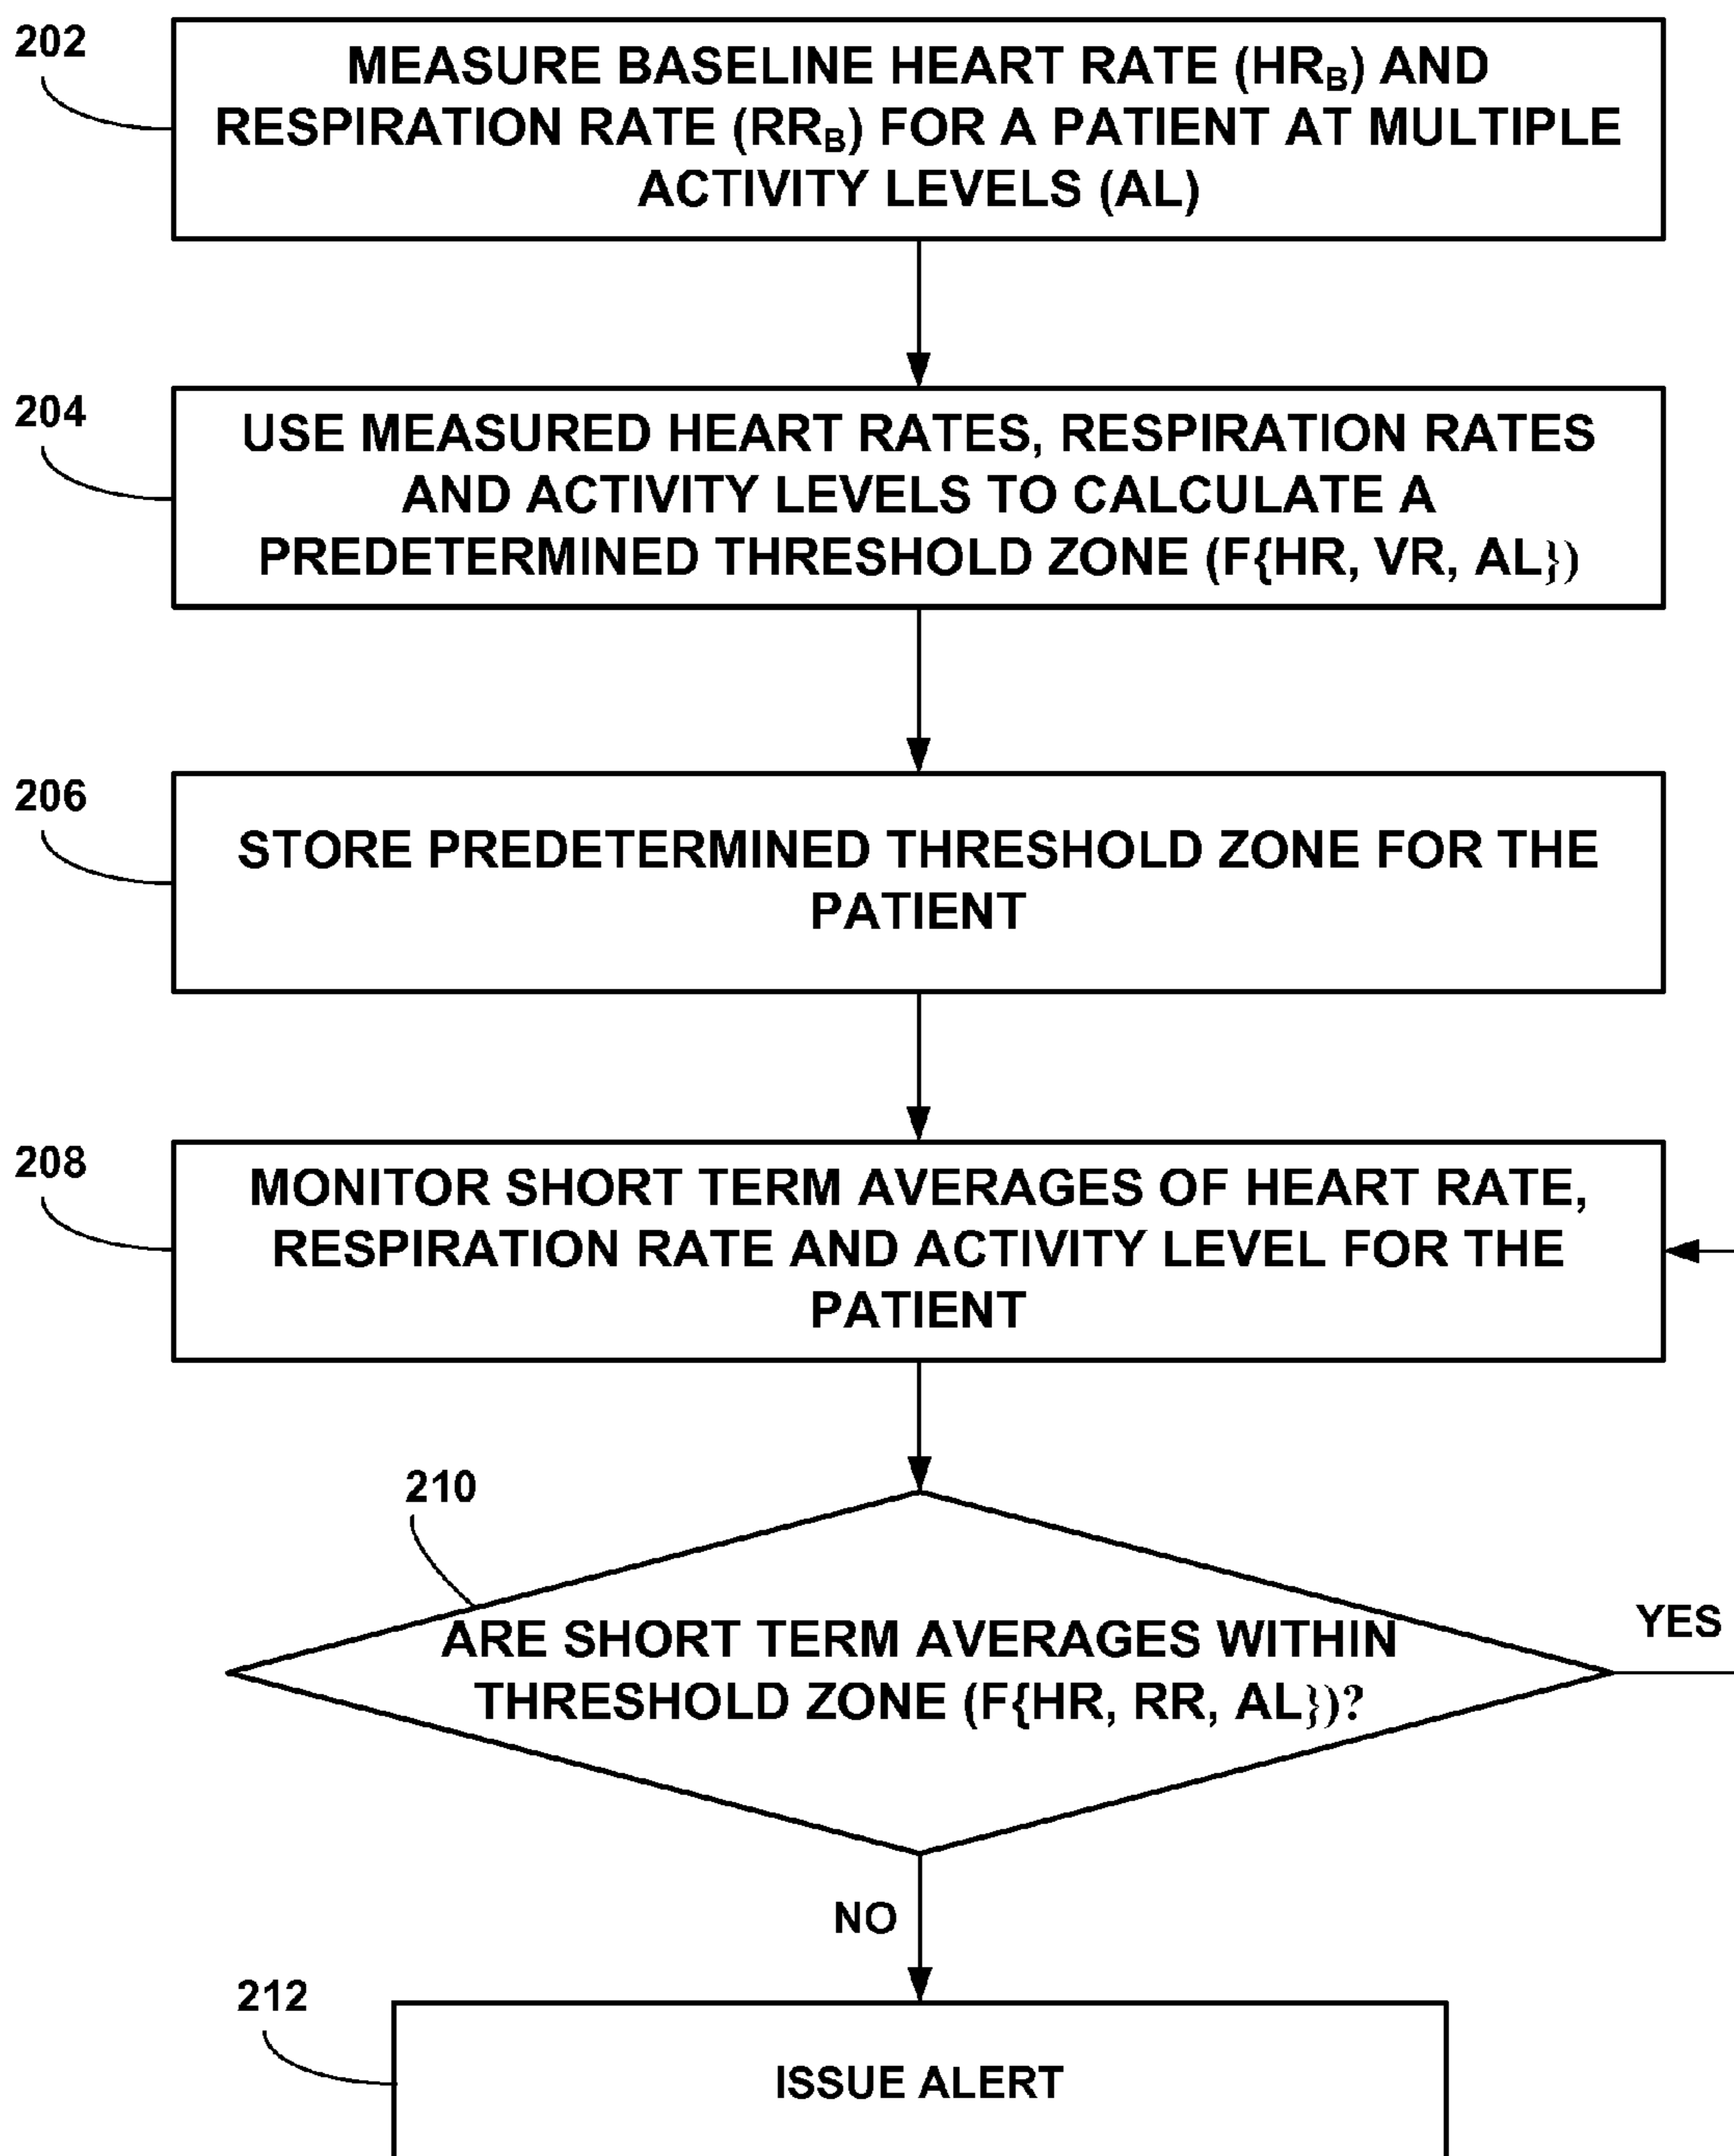 202
MEASURE BASELINE HEART RATE (HR_B) AND
RESPIRATION RATE (RR_B) FOR A PATIENT AT MULTIPLE
ACTIVITY LEVELS (AL)
204
USE MEASURED HEART RATES, RESPIRATION RATES
AND ACTIVITY LEVELS TO CALCULATE A
PREDETERMINED THRESHOLD ZONE (F{HR, VR, AL})
206
STORE PREDETERMINED THRESHOLD ZONE FOR THE
PATIENT
208
MONITOR SHORT TERM AVERAGES OF HEART RATE,
RESPIRATION RATE AND ACTIVITY LEVEL FOR THE
PATIENT
210
ARE SHORT TERM AVERAGES WITHIN
THRESHOLD ZONE (F{HR, RR, AL})?
YES
NO
212
ISSUE ALERT